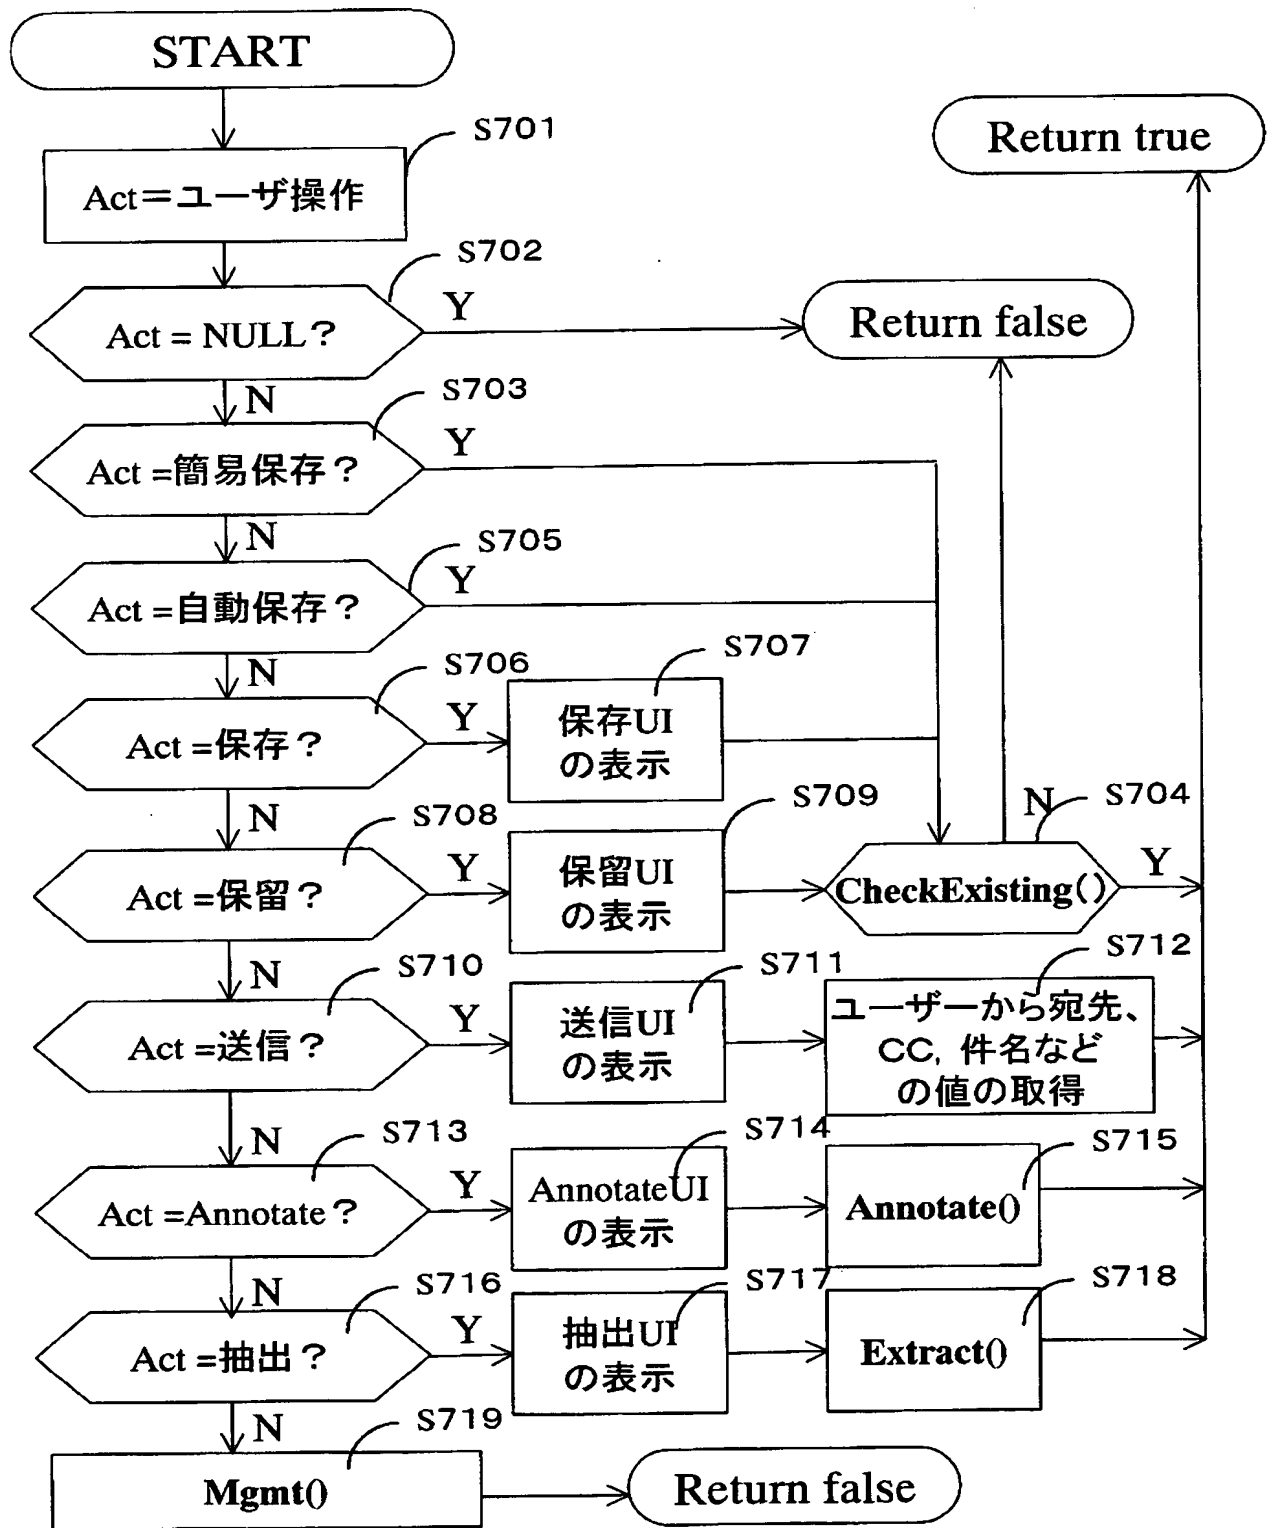 START
S701
Return true
Act＝ユーザ操作
S702
Act = NULL？
Y
Return false
N
S703
Act =簡易保存？
Y
N
S705
Act =自動保存？
Y
N
S706
S707
Act =保存？
Y
保存UI
の表示
N
S708
S709
N
S704
Act =保留？
Y
保留UI
の表示
CheckExisting()
Y
N
S710
S711
S712
Act =送信？
Y
送信UI
の表示
ユーザーから宛先、
CC, 件名など
の値の取得
N
S713
S714
S715
Act =Annotate？
Y
AnnotateUI
の表示
Annotate()
N
S716
S717
S718
Act =抽出？
Y
抽出UI
の表示
Extract()
N
S719
Mgmt()
Return false